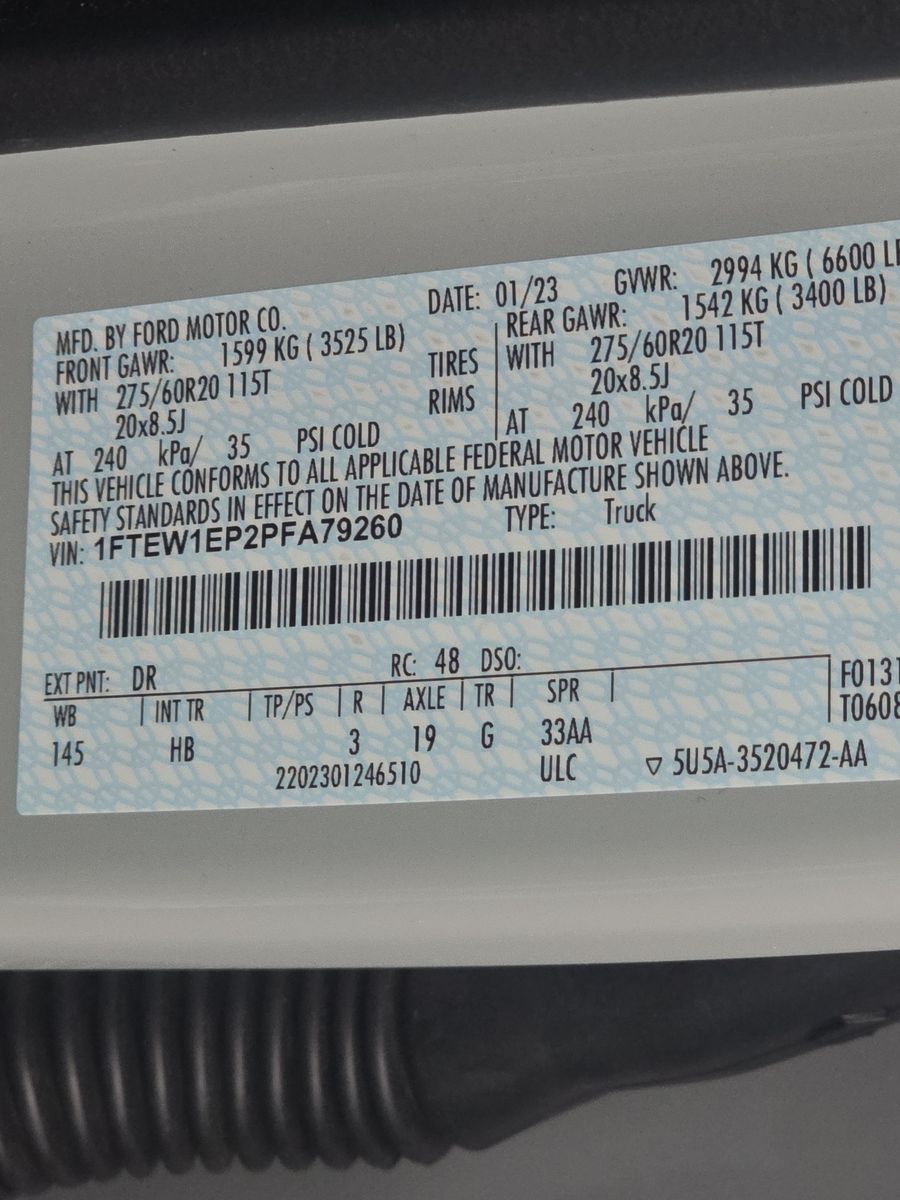 MFD. BY FORD MOTOR CO. DATE: 01/23 GVWR: 2994 KG ( 6600 LB
FRONT GAWR: 1599 KG ( 3525 LB) REAR GAWR: 1542 KG ( 3400 LB)
WITH 275/60R20 115T TIRES WITH 275/60R20 115T
20x8.5J RIMS 20x8.5J
AT 240 kPa/ 35 PSI COLD AT 240 kPa/ 35 PSI COLD
THIS VEHICLE CONFORMS TO ALL APPLICABLE FEDERAL MOTOR VEHICLE
SAFETY STANDARDS IN EFFECT ON THE DATE OF MANUFACTURE SHOWN ABOVE.
VIN: 1FTEW1EP2PFA79260 TYPE: Truck
EXT PNT: DR RC: 48 DSO:
WB INT TR TP/PS R AXLE TR SPR F0131
145 HB 3 19 G 33AA T0608
2202301246510 ULC ▽ 5U5A-3520472-AA